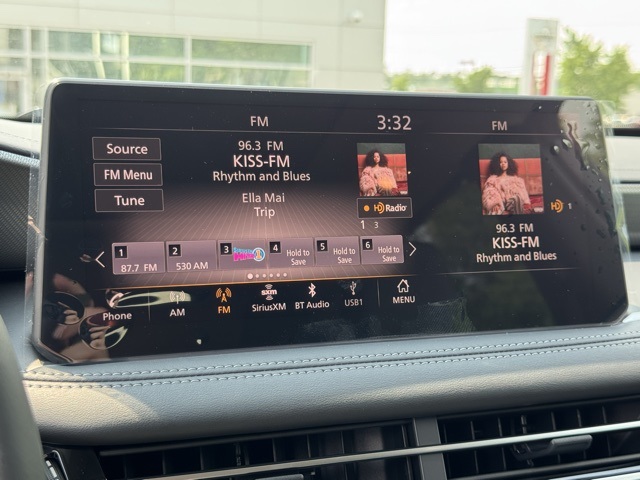 FM
3:32
FM
Source
FM Menu
Tune
96.3 FM
KISS-FM
Rhythm and Blues
Ella Mai
Trip
HD Radio
1 3
1
87.7 FM
2
530 AM
3
4
Hold to
Save
5
Hold to
Save
6
Hold to
Save
HD 1
96.3 FM
KISS-FM
Rhythm and Blues
Phone
AM
FM
sxm
SiriusXM
BT Audio
USB1
MENU